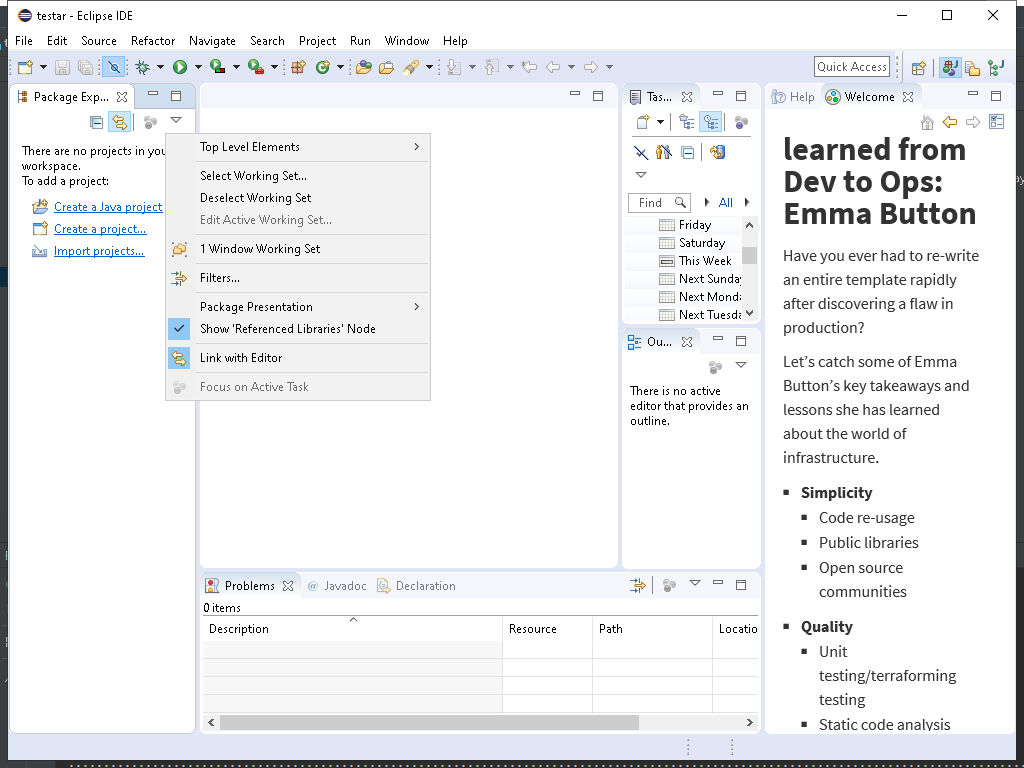 testar - Eclipse IDE
File Edit Source Refactor Navigate Search Project Run Window Help
Quick Access
Package Exp...
There are no projects in you
workspace.
To add a project:
Create a Java project
Create a project...
Import projects...
Top Level Elements
Select Working Set...
Deselect Working Set
Edit Active Working Set...
1 Window Working Set
Filters...
Package Presentation
Show 'Referenced Libraries' Node
Link with Editor
Focus on Active Task
Tas...
Find
All
Friday
Saturday
This Week
Next Sunday
Next Monda
Next Tuesda
Ou...
There is no active
editor that provides an
outline.
Problems
@ Javadoc
Declaration
0 items
Description Resource Path Locatio
Help
Welcome
learned from
Dev to Ops:
Emma Button
Have you ever had to re-write
an entire template rapidly
after discovering a flaw in
production?
Let’s catch some of Emma
Button’s key takeaways and
lessons she has learned
about the world of
infrastructure.
Simplicity
Code re-usage
Public libraries
Open source
communities
Quality
Unit
testing/terraforming
testing
Static code analysis